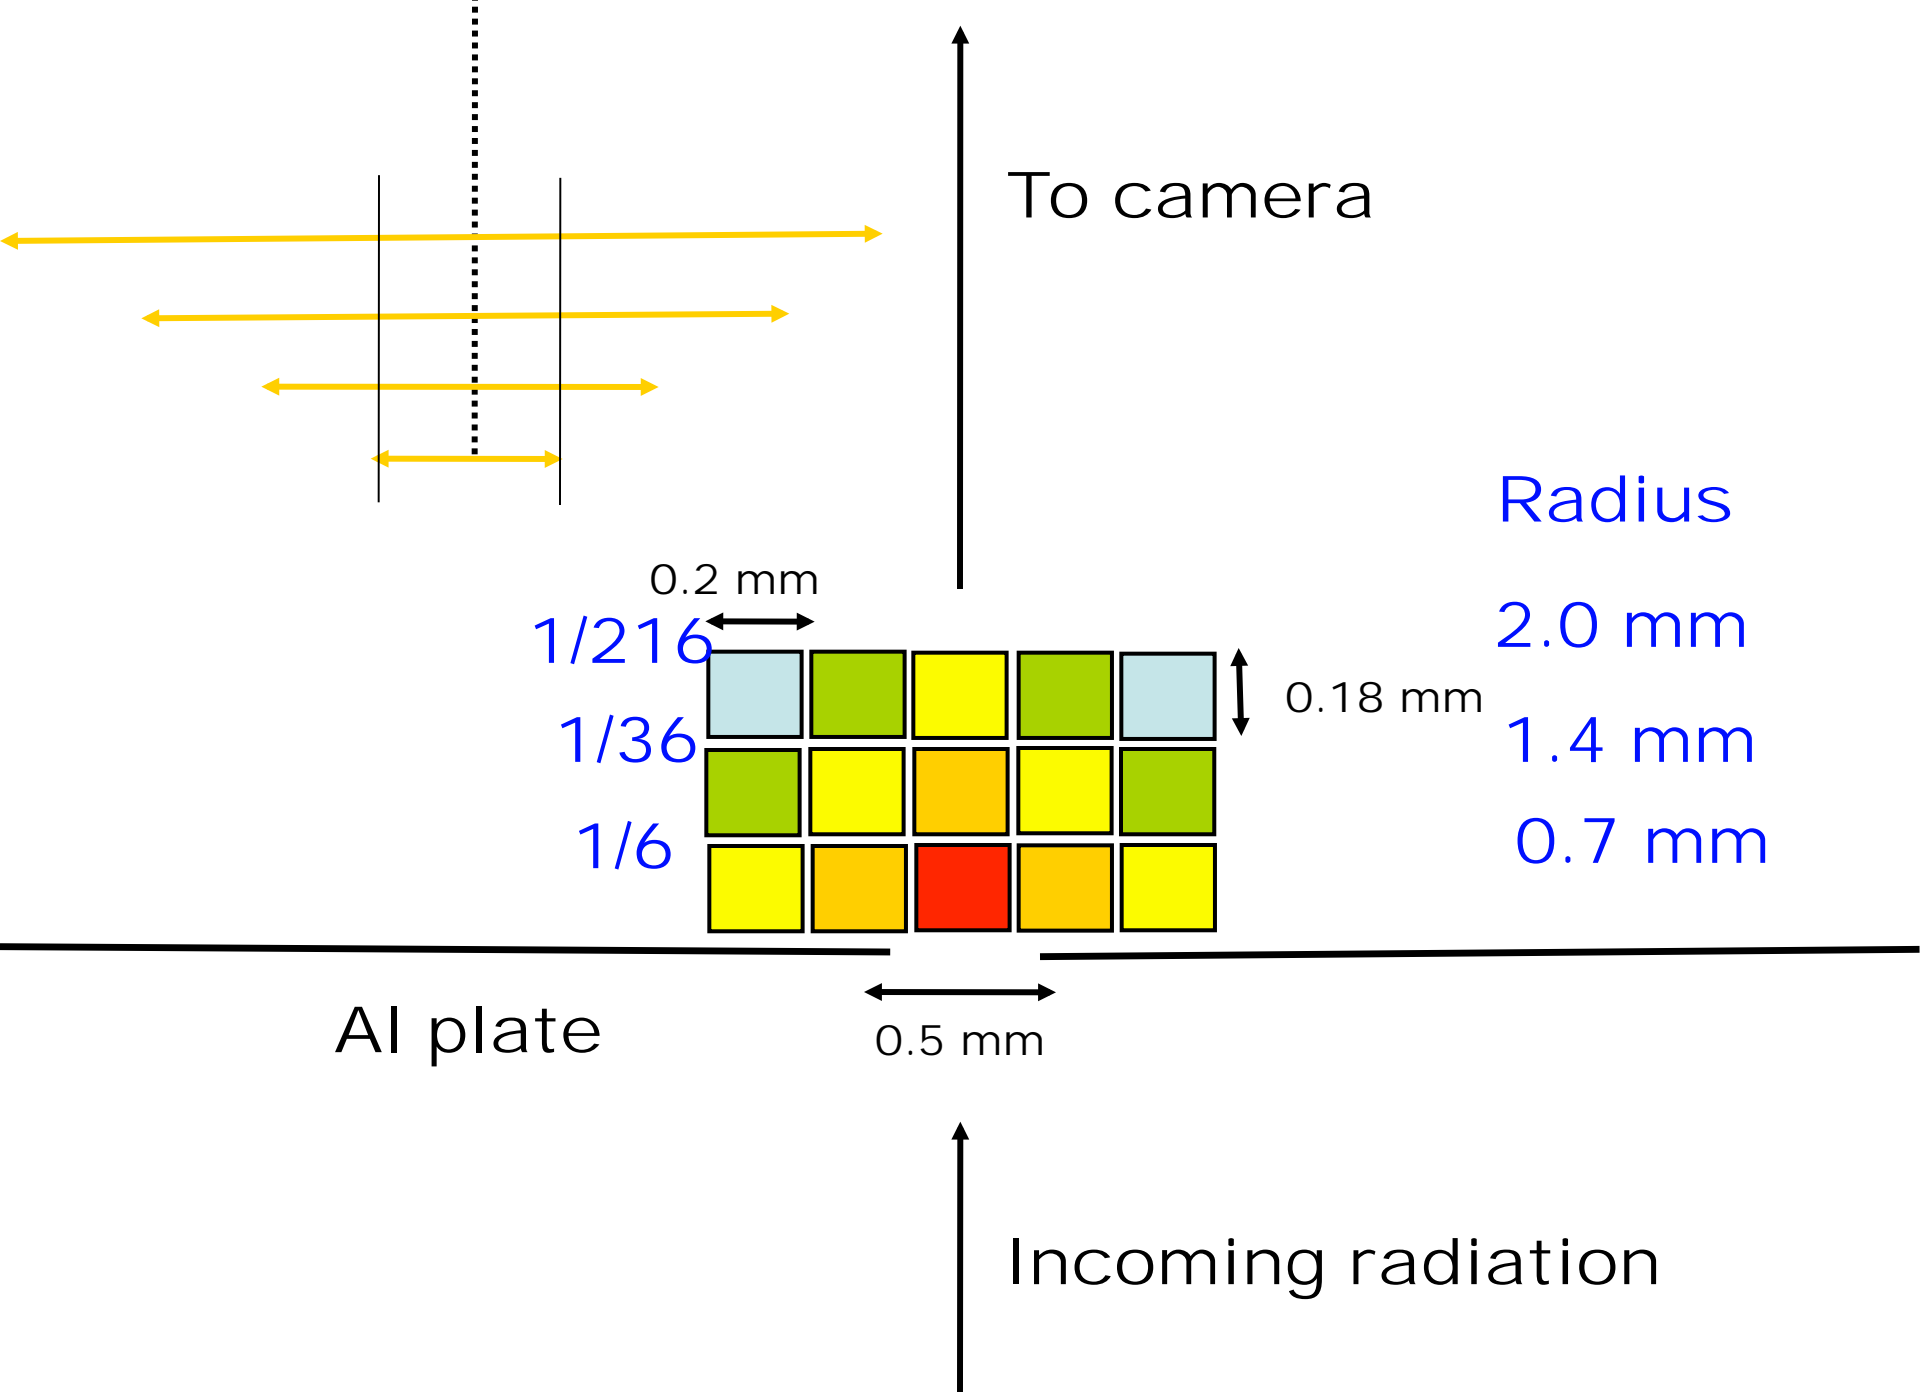 To camera
Radius
0.2 mm
1/216
2.0 mm
0.18 mm
1/36
1.4 mm
1/6
0.7 mm
Al plate
0.5 mm
Incoming radiation